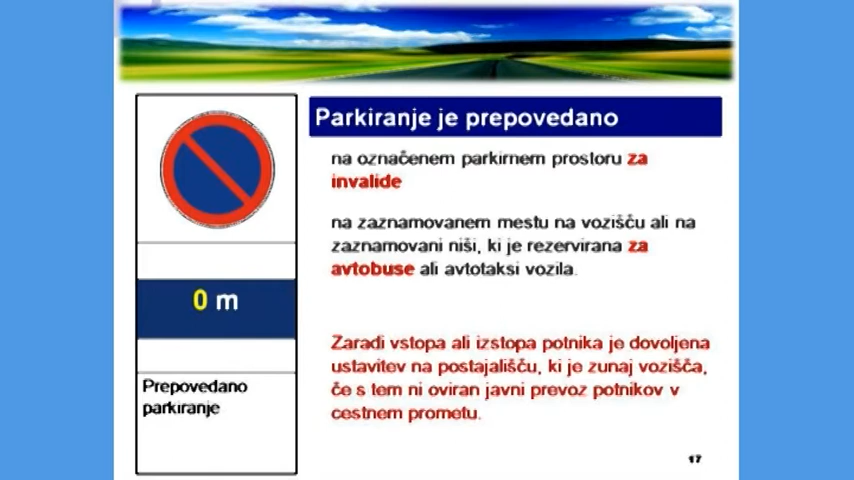 Parkiranje je prepovedano
na označenem parkirnem prostoru za
invalide
na zaznamovanem mestu na vozišču ali na
zaznamovani niši, ki je rezervirana za
avtobuse ali avtotaksi vozila.
0 m
Zaradi vstopa ali izstopa potnika je dovoljena
ustavitev na postajališču, ki je zunaj vozišča,
če s tem ni oviran javni prevoz potnikov v
cestnem prometu.
Prepovedano
parkiranje
17